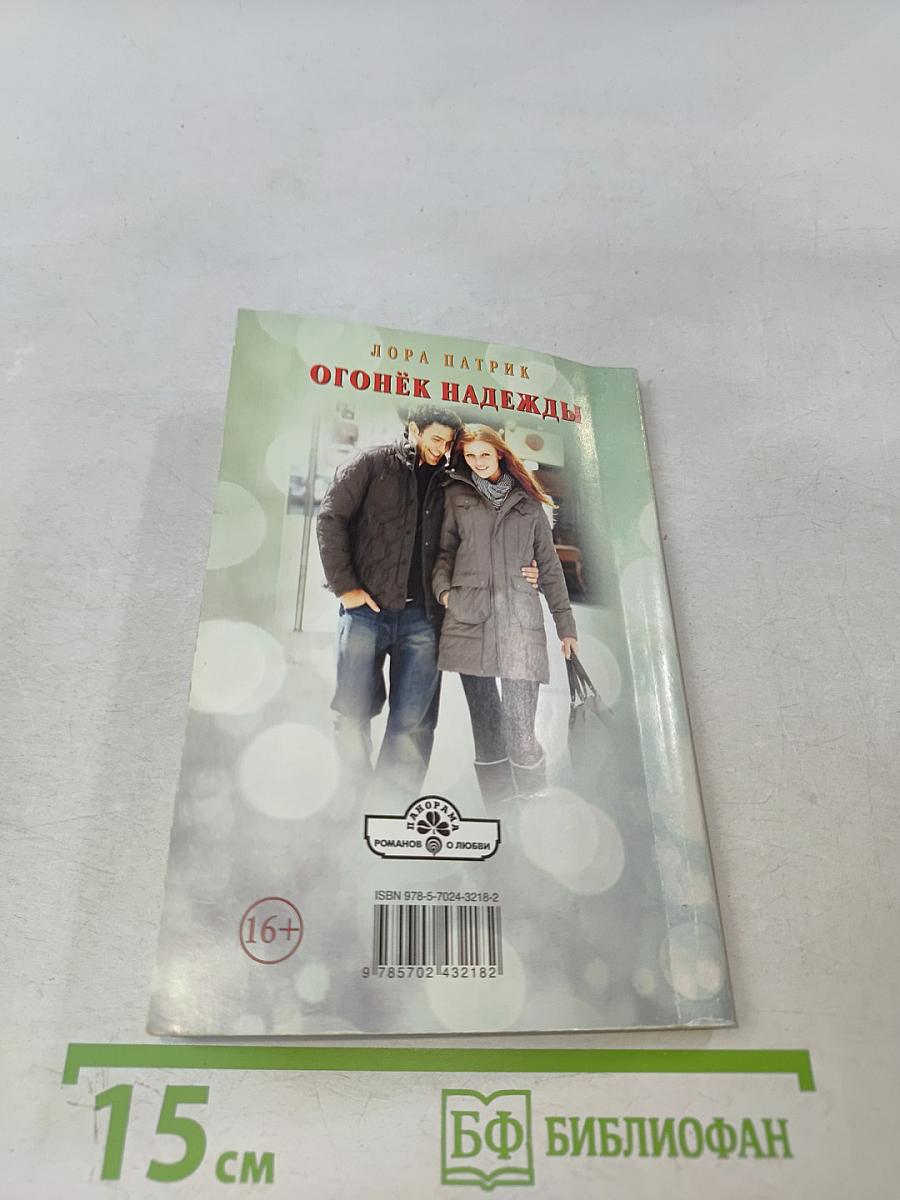 ЛОРА ПАТРИК
ОГОНЁК НАДЕЖДЫ
ПАНОРАМА
РОМАНОВ О ЛЮБВИ
ISBN 978-5-7024-3218-2
16+
9 785702 432182
15 см
БФ БИБЛИОФАН